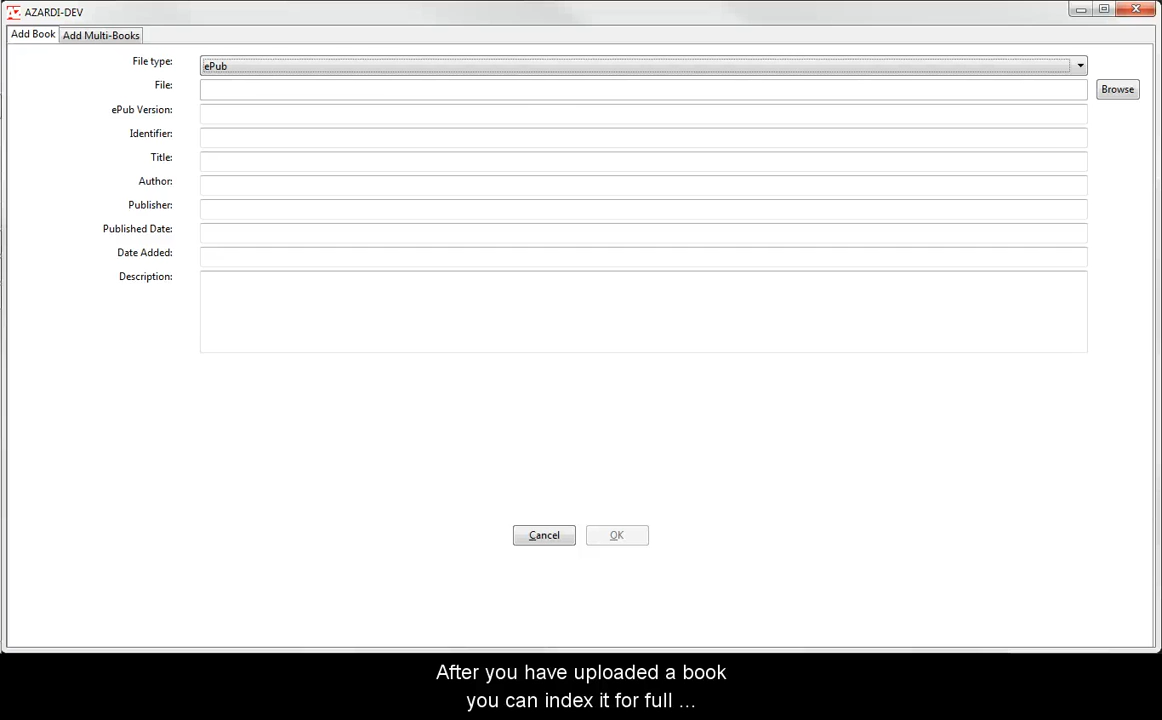 AZARDI-DEV
Add Book
Add Multi-Books
File type:
ePub
File:
Browse
ePub Version:
Identifier:
Title:
Author:
Publisher:
Published Date:
Date Added:
Description:
Cancel
OK
After you have uploaded a book
you can index it for full ...